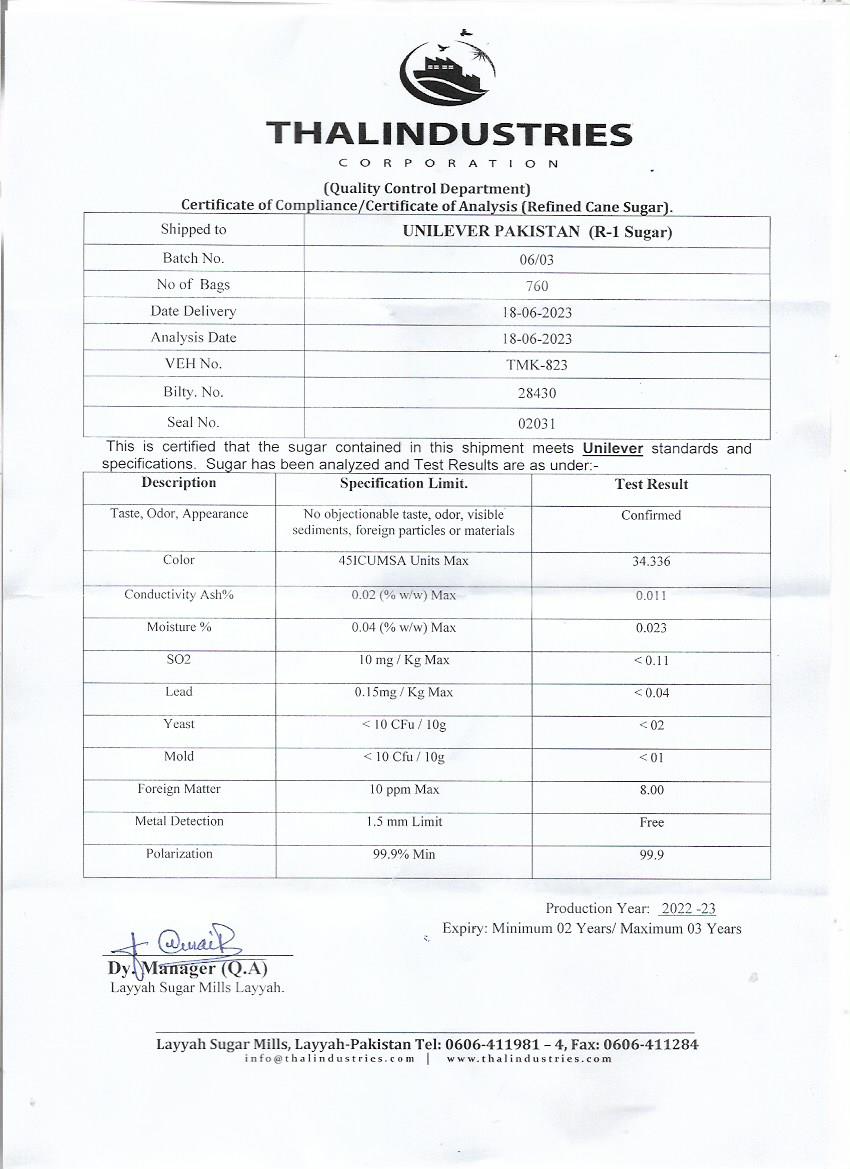 THALINDUSTRIES
CORPORATION
(Quality Control Department)
Certificate of Compliance/Certificate of Analysis (Refined Cane Sugar).
Shipped to UNILEVER PAKISTAN (R-1 Sugar)
Batch No. 06/03
No of Bags 760
Date Delivery 18-06-2023
Analysis Date 18-06-2023
VEH No. TMK-823
Bilty. No. 28430
Seal No. 02031
This is certified that the sugar contained in this shipment meets Unilever standards and
specifications. Sugar has been analyzed and Test Results are as under:-
Description Specification Limit. Test Result
Taste, Odor, Appearance No objectionable taste, odor, visible Confirmed
sediments, foreign particles or materials
Color 45ICUMSA Units Max 34.336
Conductivity Ash% 0.02 (% w/w) Max 0.011
Moisture % 0.04 (% w/w) Max 0.023
SO2 10 mg / Kg Max < 0.11
Lead 0.15mg / Kg Max < 0.04
Yeast < 10 CFu / 10g < 02
Mold < 10 Cfu / 10g < 01
Foreign Matter 10 ppm Max 8.00
Metal Detection 1.5 mm Limit Free
Polarization 99.9% Min 99.9
Production Year: 2022 -23
Expiry: Minimum 02 Years/ Maximum 03 Years
Dy. Manager (Q.A)
Layyah Sugar Mills Layyah.
Layyah Sugar Mills, Layyah-Pakistan Tel: 0606-411981 – 4, Fax: 0606-411284
info@thalindustries.com | www.thalindustries.com